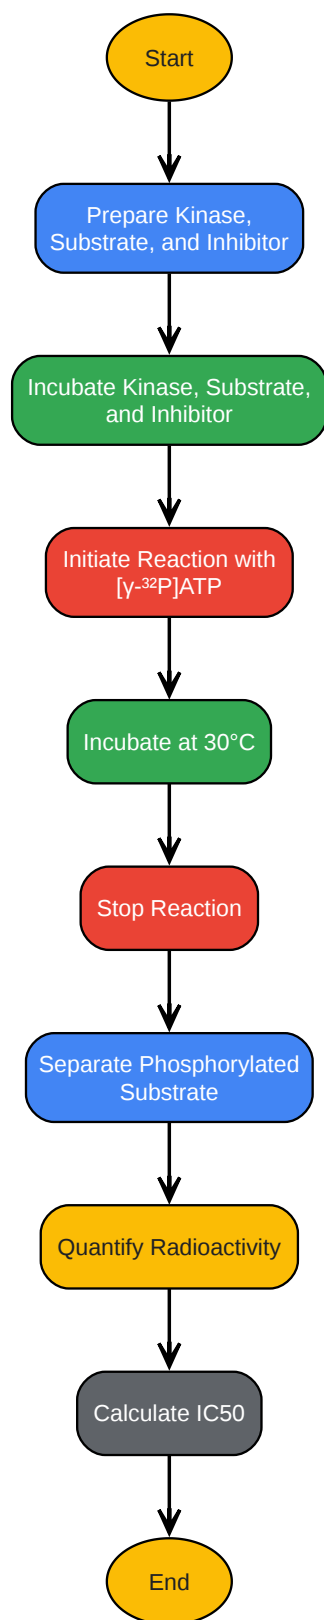 Start
Prepare Kinase,
Substrate, and Inhibitor
Incubate Kinase, Substrate,
and Inhibitor
Initiate Reaction with
[γ-³²P]ATP
Incubate at 30°C
Stop Reaction
Separate Phosphorylated
Substrate
Quantify Radioactivity
Calculate IC50
End